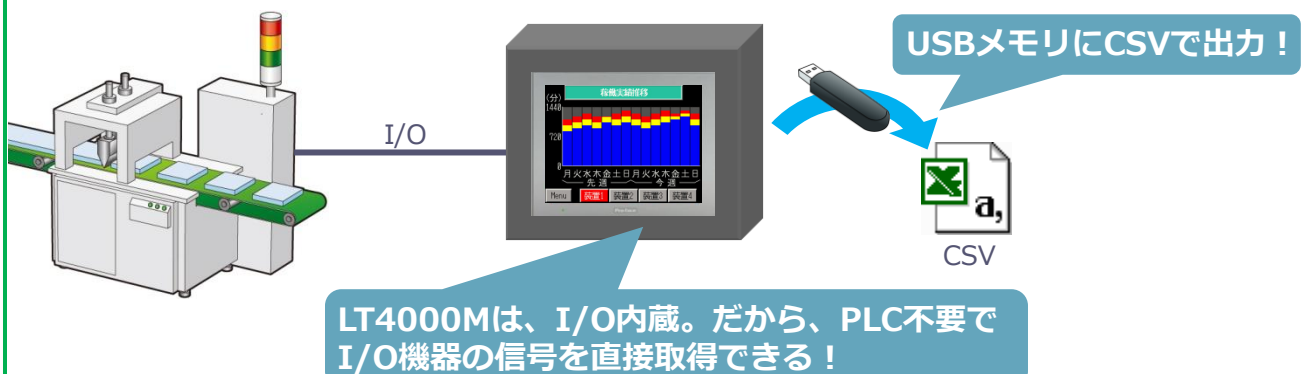 USBメモリにCSVで出力！
I/O
稼働実績推移
(分)
1440
720
0
月火水木金土日月火水木金土日
先週 今週
Menu 装置1 装置2 装置3 装置4
a,
CSV
LT4000Mは、I/O内蔵。だから、PLC不要で
I/O機器の信号を直接取得できる！